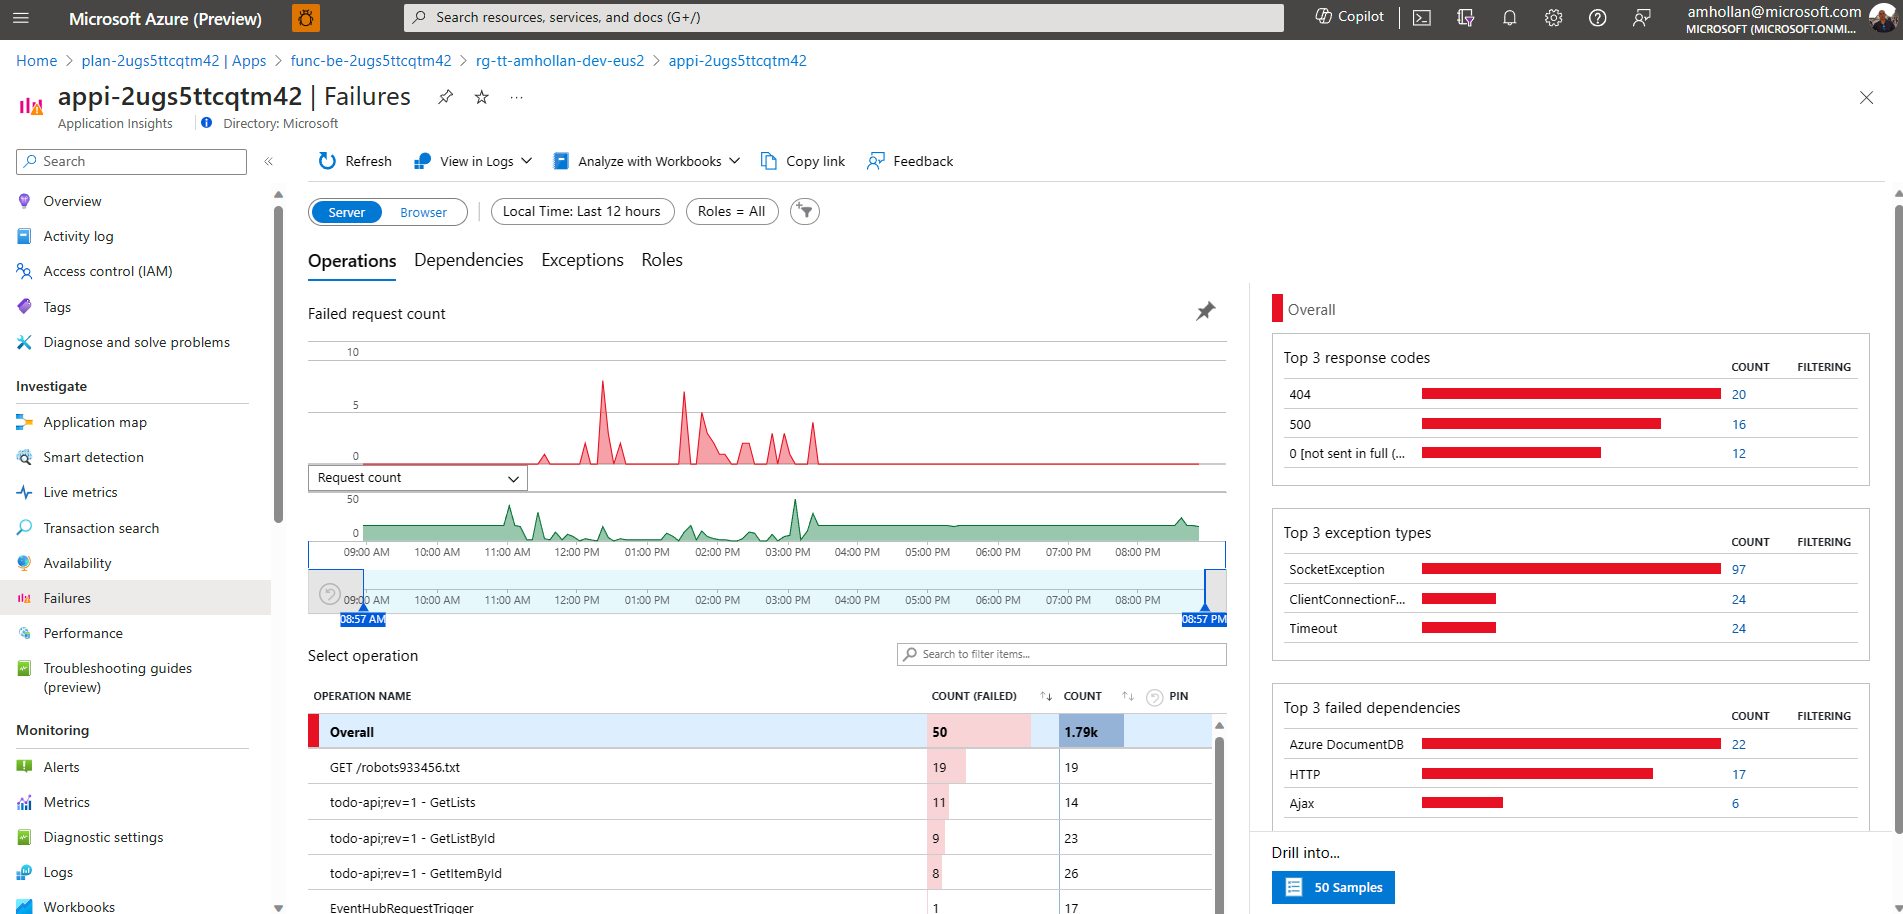 Microsoft Azure (Preview)
Search resources, services, and docs (G+/)
Copilot
amhollan@microsoft.com
MICROSOFT (MICROSOFT.ONMI...
Home > plan-2ugs5ttcqtm42 | Apps > func-be-2ugs5ttcqtm42 > rg-tt-amhollan-dev-eus2 > appi-2ugs5ttcqtm42
appi-2ugs5ttcqtm42 | Failures
Application Insights
Directory: Microsoft
Search
Overview
Activity log
Access control (IAM)
Tags
Diagnose and solve problems
Investigate
Application map
Smart detection
Live metrics
Transaction search
Availability
Failures
Performance
Troubleshooting guides
(preview)
Monitoring
Alerts
Metrics
Diagnostic settings
Logs
Workbooks
Refresh
View in Logs
Analyze with Workbooks
Copy link
Feedback
Server
Browser
Local Time: Last 12 hours
Roles = All
Operations
Dependencies
Exceptions
Roles
Failed request count
10
5
0
Request count
50
0
09:00 AM 10:00 AM 11:00 AM 12:00 PM 01:00 PM 02:00 PM 03:00 PM 04:00 PM 05:00 PM 06:00 PM 07:00 PM 08:00 PM
09:00 AM 10:00 AM 11:00 AM 12:00 PM 01:00 PM 02:00 PM 03:00 PM 04:00 PM 05:00 PM 06:00 PM 07:00 PM 08:00 PM
08:57 AM
08:57 PM
Select operation
Search to filter items...
OPERATION NAME COUNT (FAILED) COUNT PIN
Overall 50 1.79k
GET /robots933456.txt 19 19
todo-api;rev=1 - GetLists 11 14
todo-api;rev=1 - GetListById 9 23
todo-api;rev=1 - GetItemById 8 26
EventHubRequestTrigger 1 17
Overall
Top 3 response codes
COUNT FILTERING
404 20
500 16
0 [not sent in full (... 12
Top 3 exception types
COUNT FILTERING
SocketException 97
ClientConnectionF... 24
Timeout 24
Top 3 failed dependencies
COUNT FILTERING
Azure DocumentDB 22
HTTP 17
Ajax 6
Drill into...
50 Samples